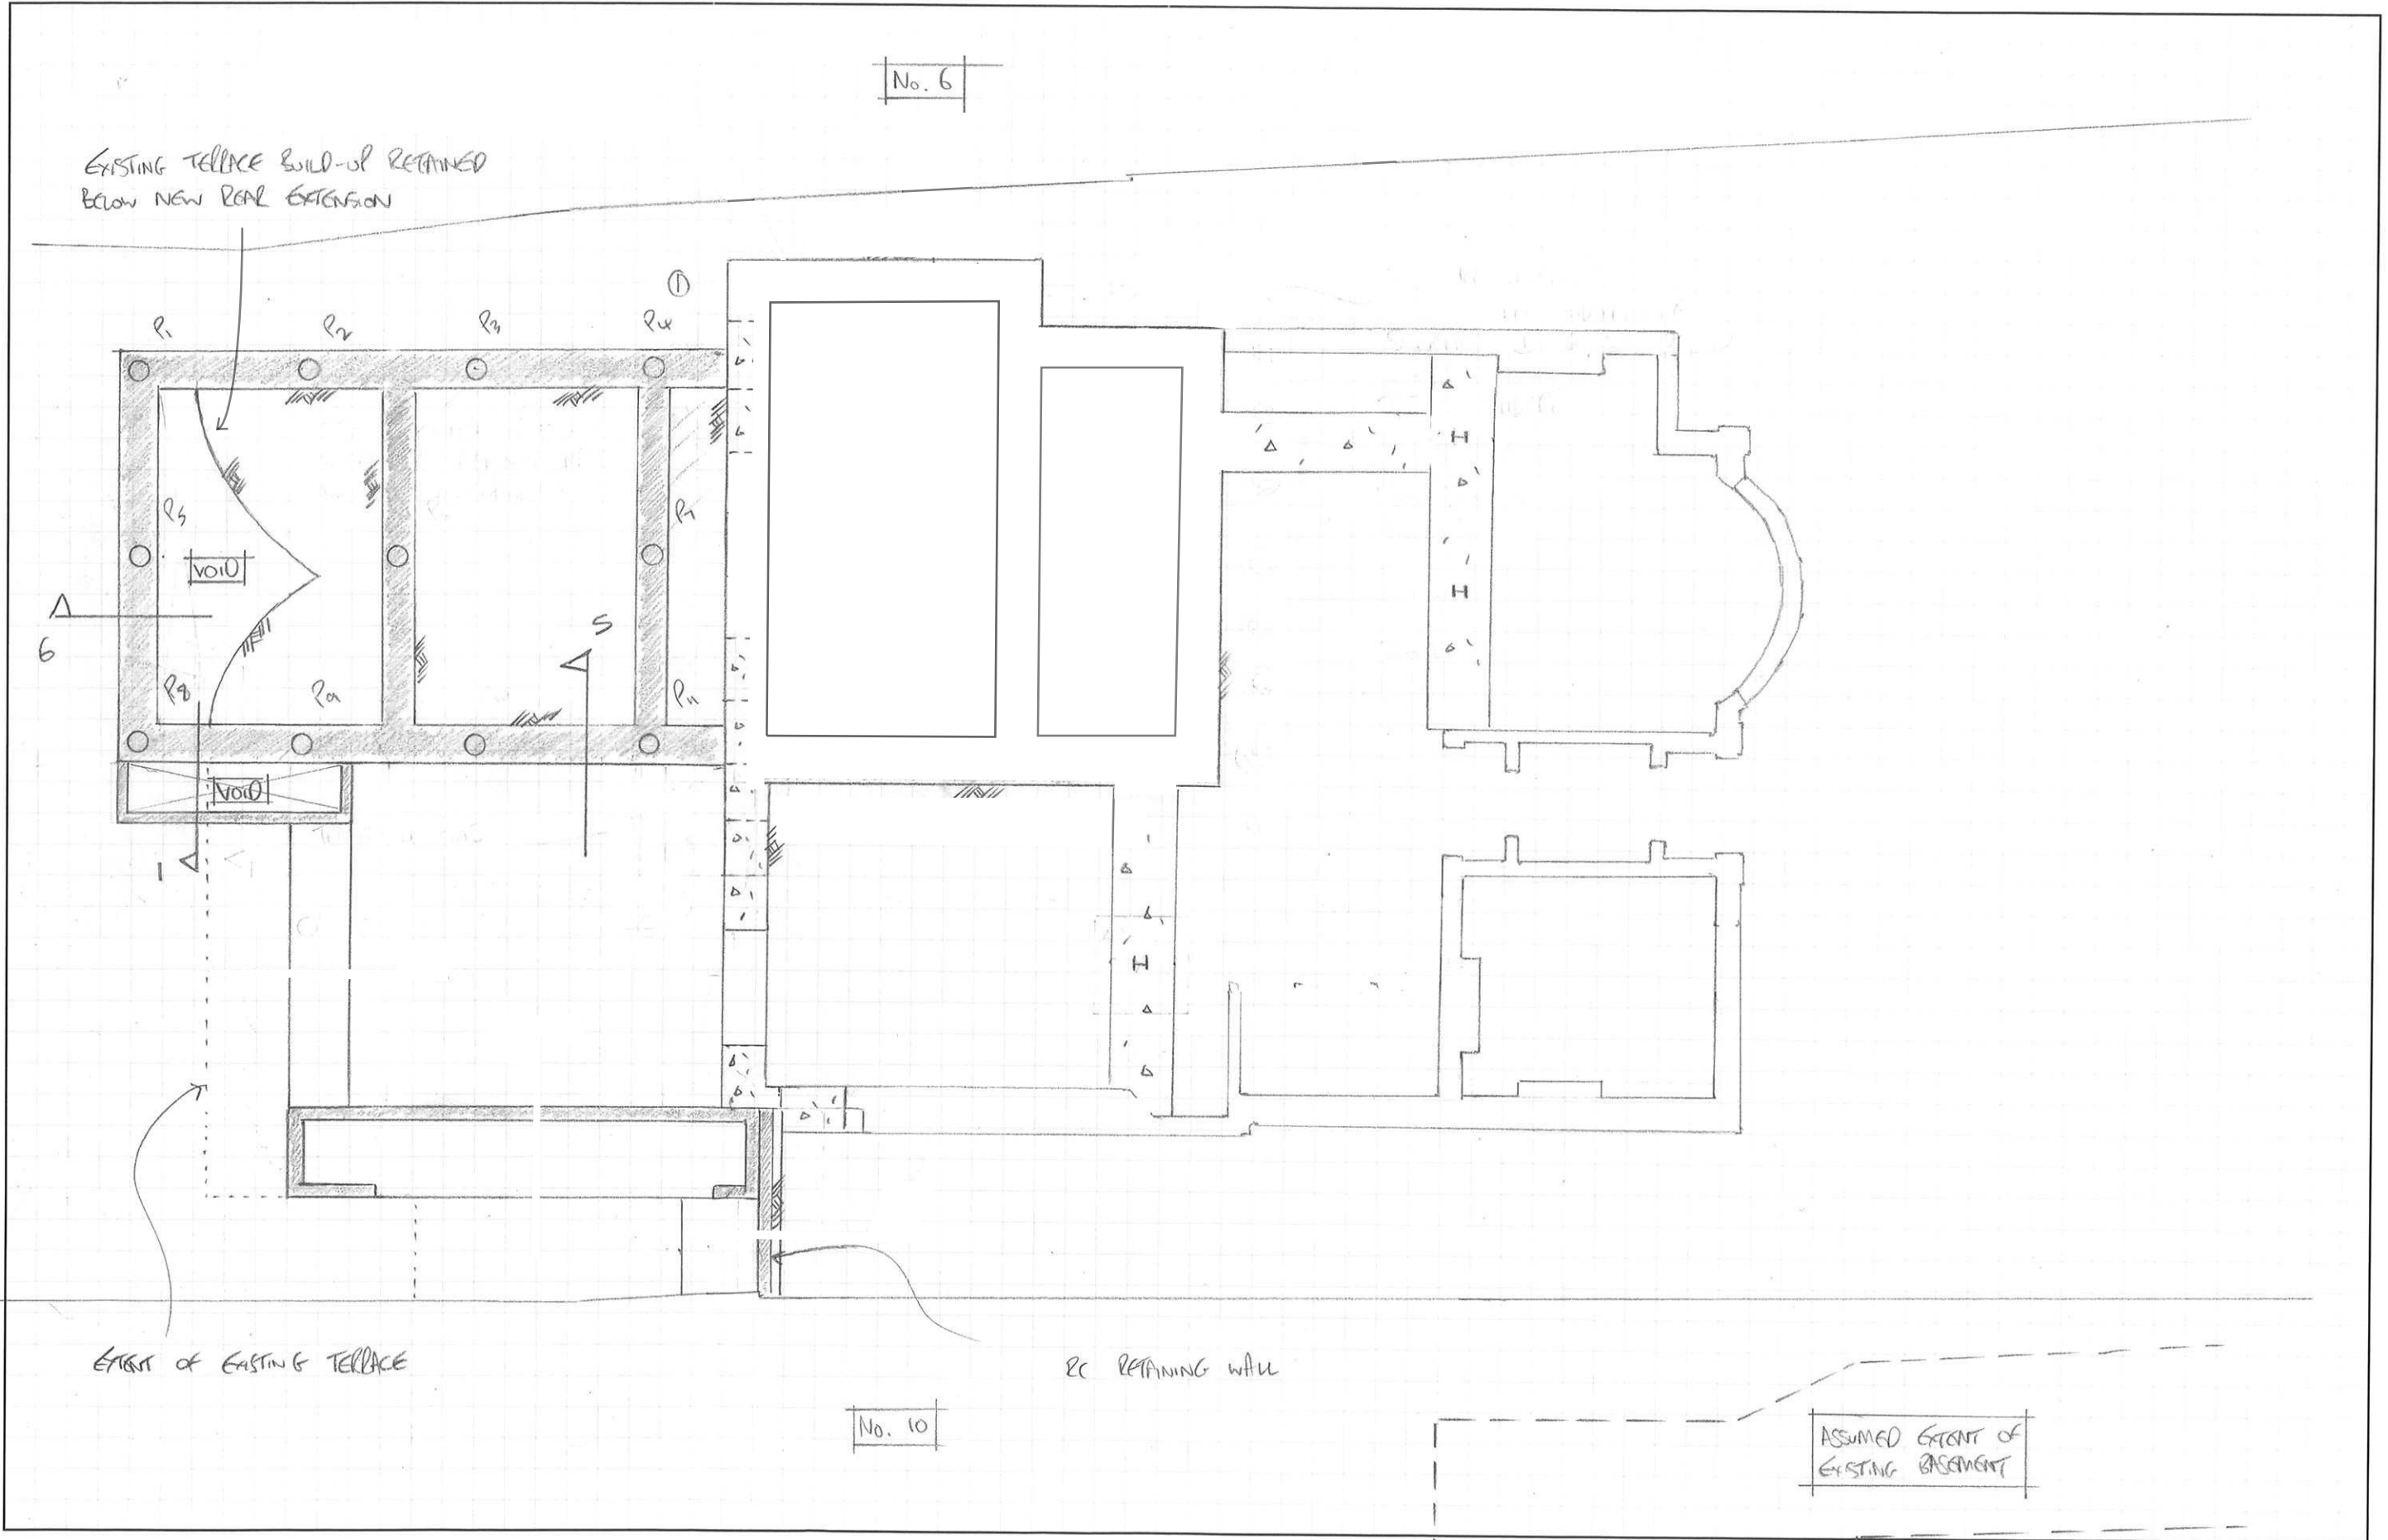 No. 6
EXISTING TERRACE BUILD-UP RETAINED
BELOW NEW REAR EXTENSION
1
P1
P2
P3
P4
P5
P7
VOID
6
5
P8
P9
P11
VOID
1
H
H
H
EXTENT OF EXISTING TERRACE
RC RETAINING WALL
No. 10
ASSUMED EXTENT OF
EXISTING BASEMENT